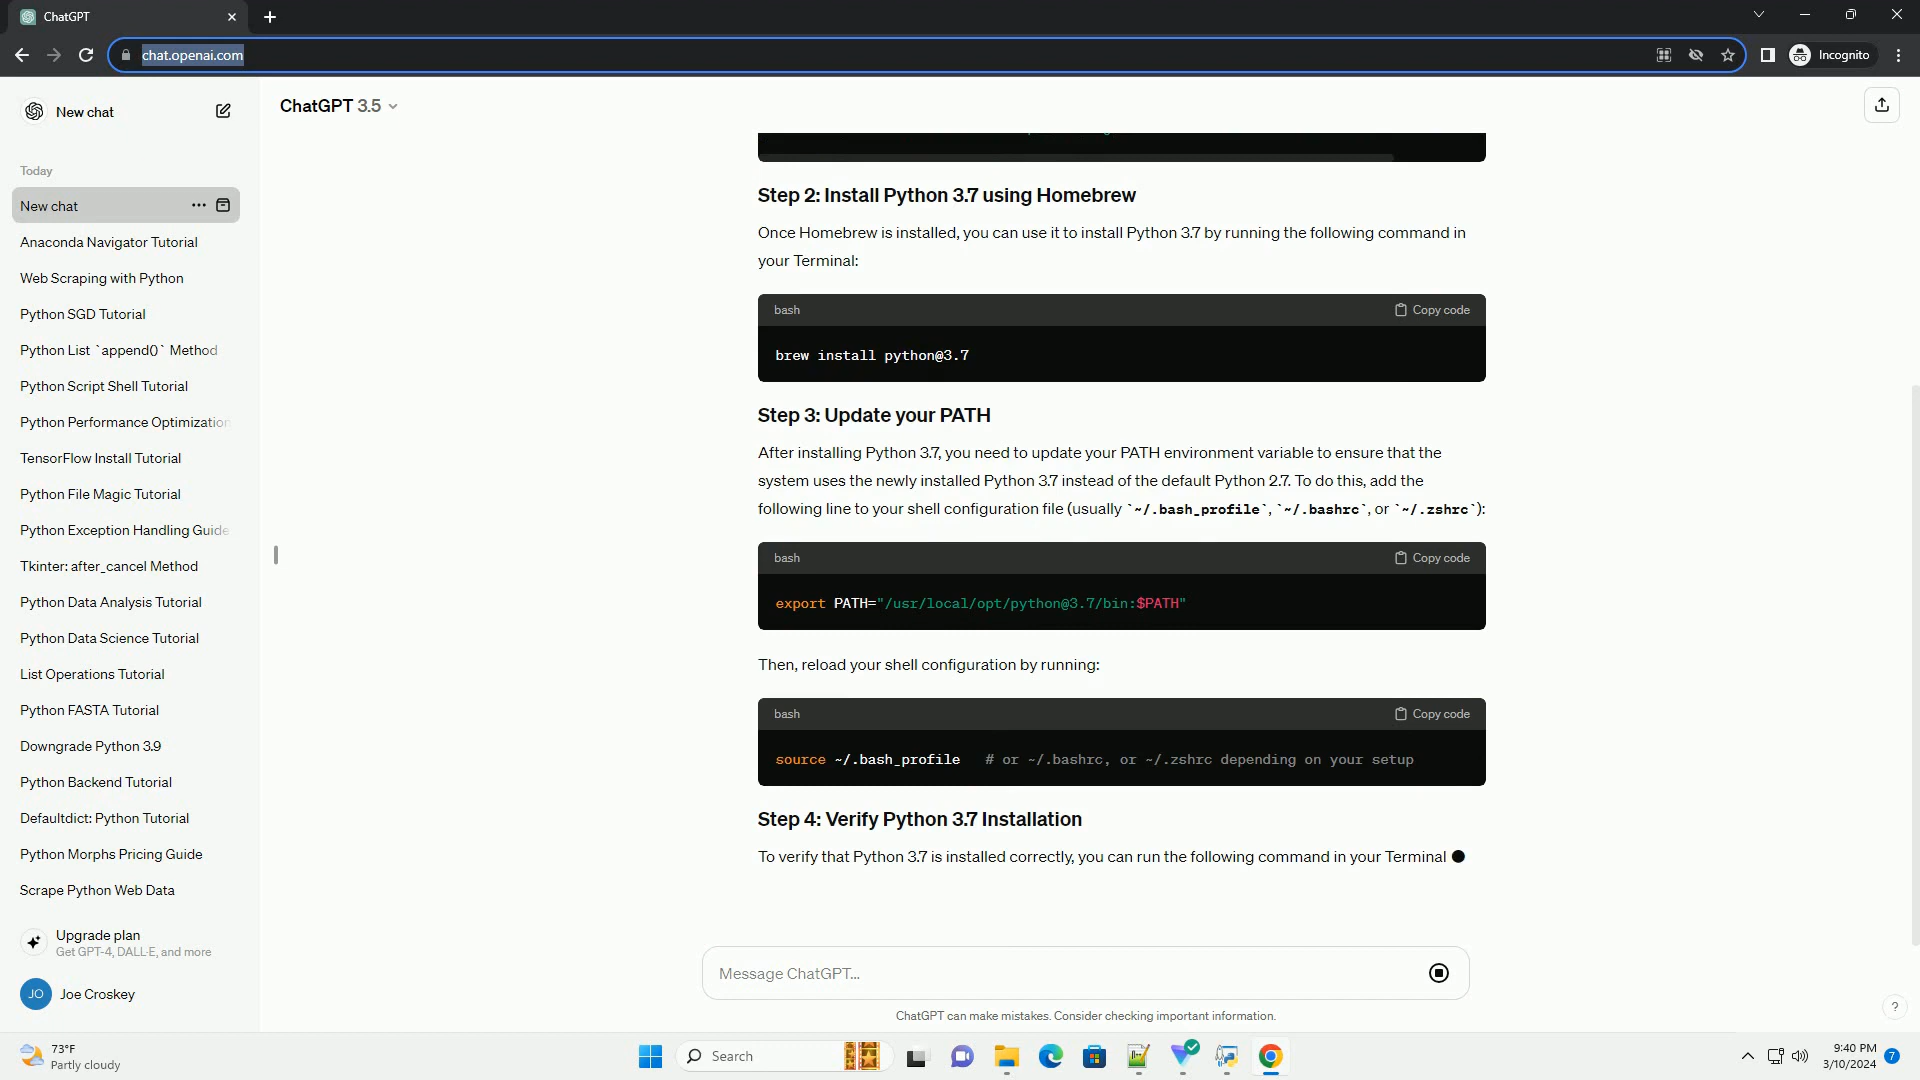 ChatGPT
chat.openai.com
Incognito
New chat
ChatGPT 3.5
Today
New chat
Anaconda Navigator Tutorial
Web Scraping with Python
Python SGD Tutorial
Python List `append()` Method
Python Script Shell Tutorial
Python Performance Optimization
TensorFlow Install Tutorial
Python File Magic Tutorial
Python Exception Handling Guide
Tkinter: after_cancel Method
Python Data Analysis Tutorial
Python Data Science Tutorial
List Operations Tutorial
Python FASTA Tutorial
Downgrade Python 3.9
Python Backend Tutorial
Defaultdict: Python Tutorial
Python Morphs Pricing Guide
Scrape Python Web Data
Upgrade plan
Get GPT-4, DALL·E, and more
JO Joe Croskey
Step 2: Install Python 3.7 using Homebrew
Once Homebrew is installed, you can use it to install Python 3.7 by running the following command in
your Terminal:
bash Copy code
brew install python@3.7
Step 3: Update your PATH
After installing Python 3.7, you need to update your PATH environment variable to ensure that the
system uses the newly installed Python 3.7 instead of the default Python 2.7. To do this, add the
following line to your shell configuration file (usually `~/.bash_profile`, `~/.bashrc`, or `~/.zshrc`):
bash Copy code
export PATH="/usr/local/opt/python@3.7/bin:$PATH"
Then, reload your shell configuration by running:
bash Copy code
source ~/.bash_profile # or ~/.bashrc, or ~/.zshrc depending on your setup
Step 4: Verify Python 3.7 Installation
To verify that Python 3.7 is installed correctly, you can run the following command in your Terminal
Message ChatGPT…
ChatGPT can make mistakes. Consider checking important information.
?
73°F
Partly cloudy
Search
9:40 PM
3/10/2024
7